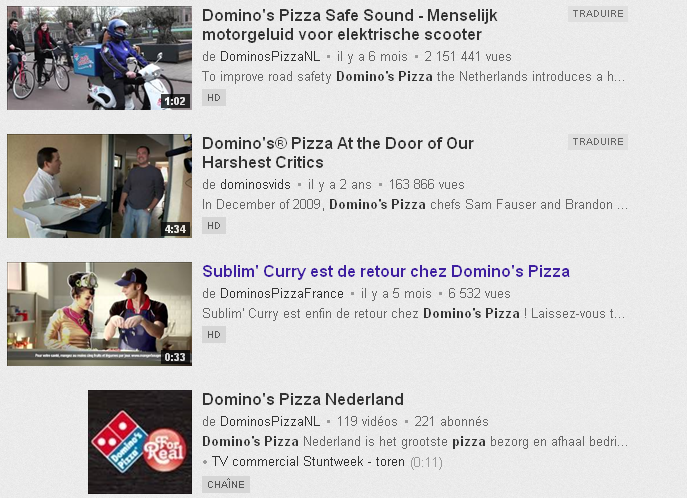 Domino's Pizza Safe Sound - Menselijk
TRADUIRE
motorgeluid voor elektrische scooter
de DominosPizzaNL • il y a 6 mois • 2 151 441 vues
To improve road safety Domino's Pizza the Netherlands introduces a h...
1:02
HD
Domino's® Pizza At the Door of Our
TRADUIRE
Harshest Critics
de dominosvids • il y a 2 ans • 163 866 vues
In December of 2009, Domino's Pizza chefs Sam Fauser and Brandon ...
4:34
HD
Sublim' Curry est de retour chez Domino's Pizza
de DominosPizzaFrance • il y a 5 mois • 6 532 vues
Sublim' Curry est enfin de retour chez Domino's Pizza ! Laissez-vous t...
HD
0:33
Domino's Pizza Nederland
de DominosPizzaNL • 119 vidéos • 221 abonnés
Domino's Pizza Nederland is het grootste pizza bezorg en afhaal bedri...
• TV commercial Stuntweek - toren (0:11)
CHAÎNE
Domino's
Pizza
For
Real